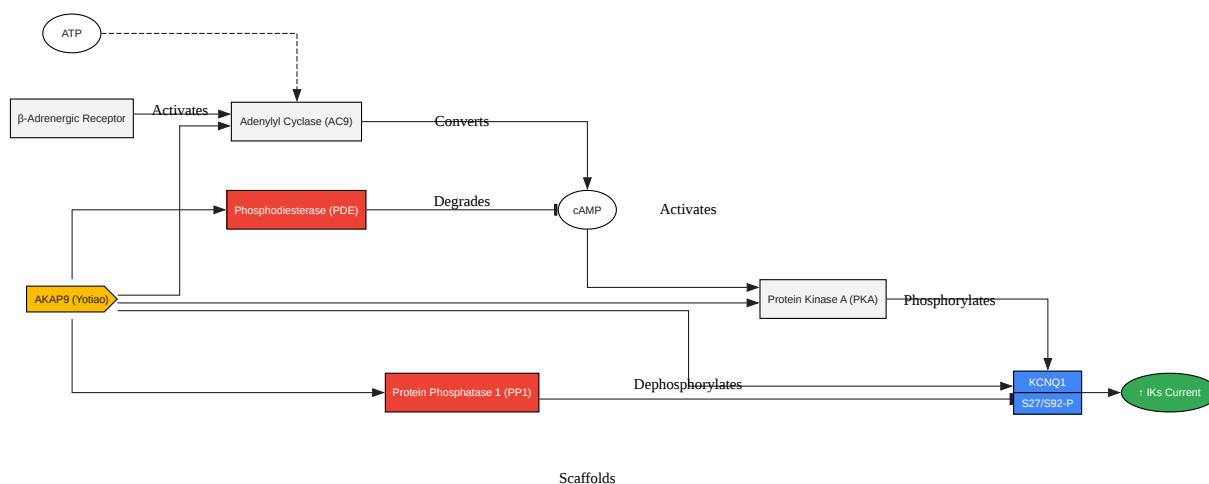 ATP
β-Adrenergic Receptor
Activates
Adenylyl Cyclase (AC9)
Converts
Phosphodiesterase (PDE)
Degrades
cAMP
Activates
AKAP9 (Yotiao)
Protein Kinase A (PKA)
Phosphorylates
Protein Phosphatase 1 (PP1)
Dephosphorylates
KCNQ1
S27/S92-P
↑ IKs Current
Scaffolds